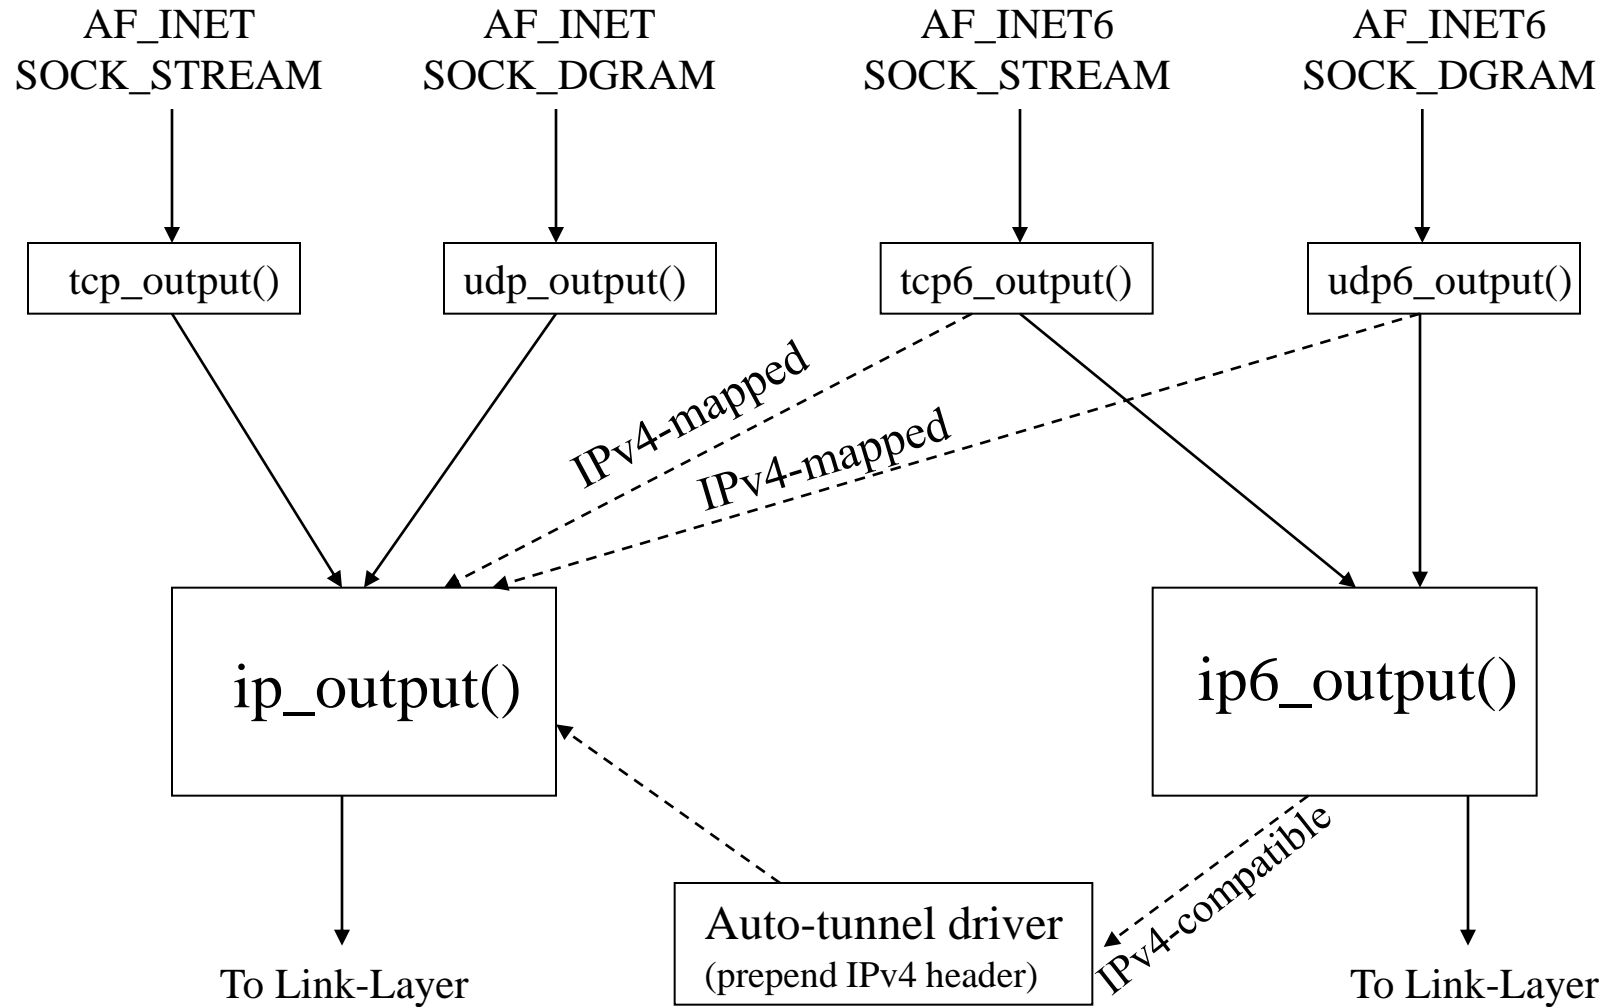 AF_INET
SOCK_STREAM
AF_INET
SOCK_DGRAM
AF_INET6
SOCK_STREAM
AF_INET6
SOCK_DGRAM
tcp_output()
udp_output()
tcp6_output()
udp6_output()
IPv4-mapped
IPv4-mapped
ip_output()
ip6_output()
IPv4-compatible
Auto-tunnel driver
(prepend IPv4 header)
To Link-Layer
To Link-Layer